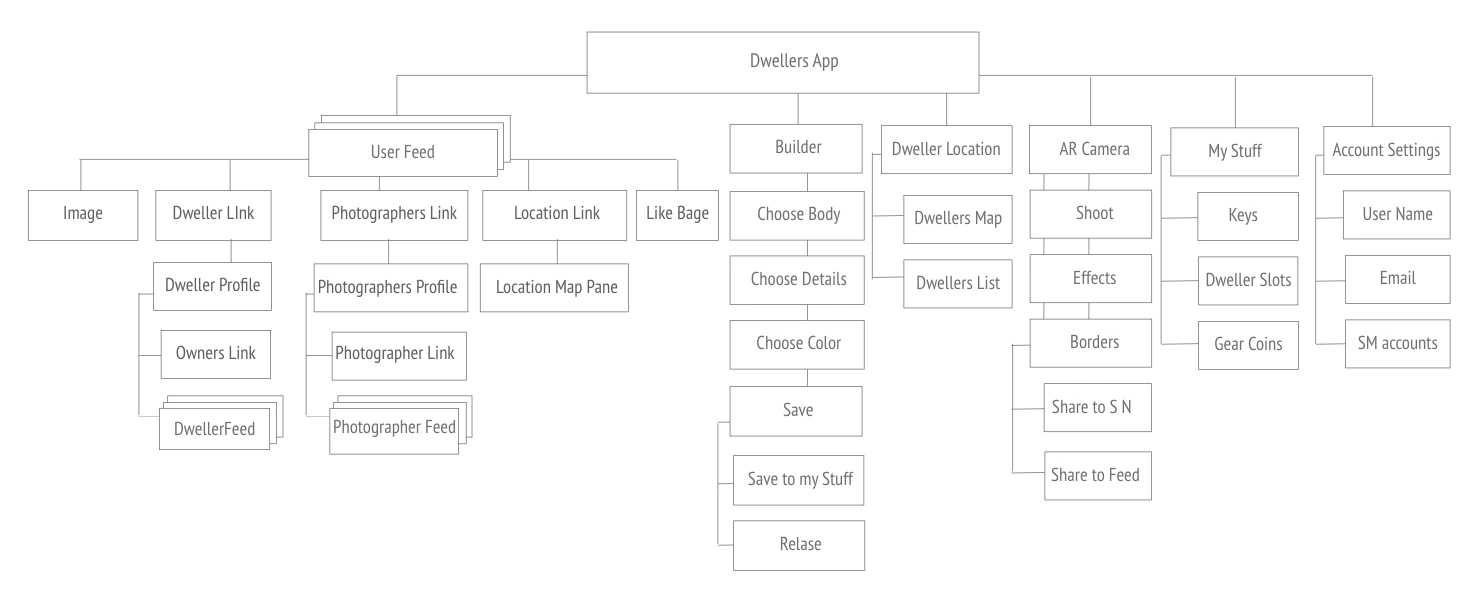 Dwellers App
User Feed
Image
Dweller LInk
Dweller Profile
Owners Link
DwellerFeed
Photographers Link
Photographers Profile
Photographer Link
Photographer Feed
Location Link
Location Map Pane
Like Bage
Builder
Choose Body
Choose Details
Choose Color
Save
Save to my Stuff
Relase
Dweller Location
Dwellers Map
Dwellers List
AR Camera
Shoot
Effects
Borders
Share to S N
Share to Feed
My Stuff
Keys
Dweller Slots
Gear Coins
Account Settings
User Name
Email
SM accounts